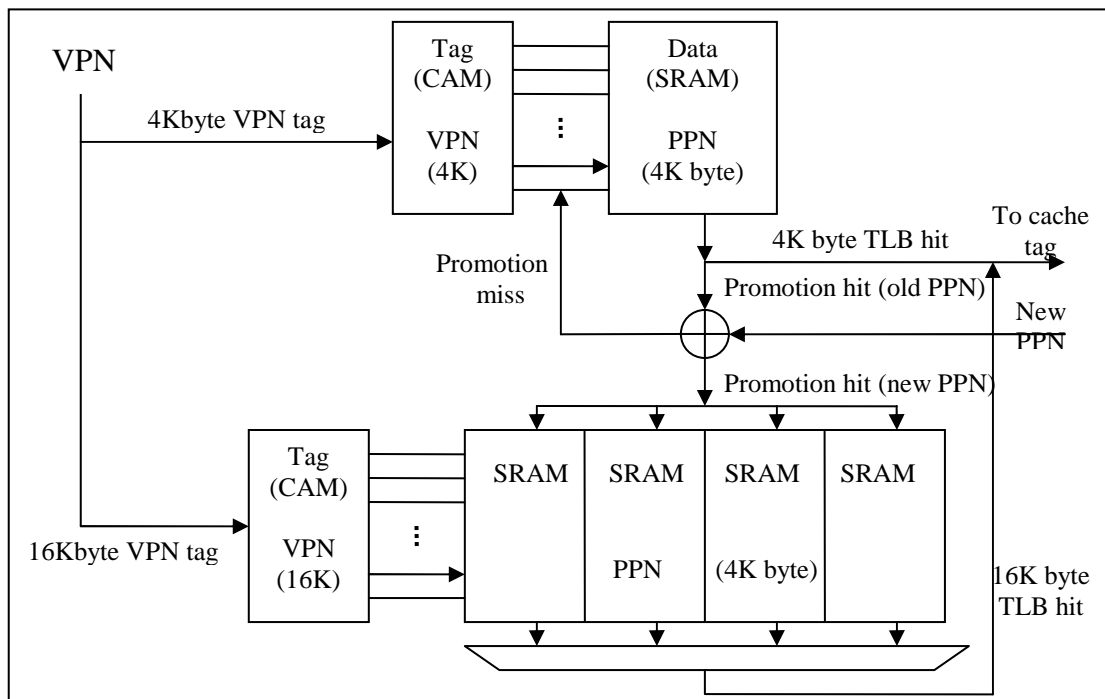 VPN
4Kbyte VPN tag
Tag
(CAM)
VPN
(4K)
...
Data
(SRAM)
PPN
(4K byte)
To cache
tag
4K byte TLB hit
Promotion
miss
Promotion hit (old PPN)
New
PPN
Promotion hit (new PPN)
16Kbyte VPN tag
Tag
(CAM)
VPN
(16K)
...
SRAM
SRAM
SRAM
SRAM
PPN
(4K byte)
16K byte
TLB hit